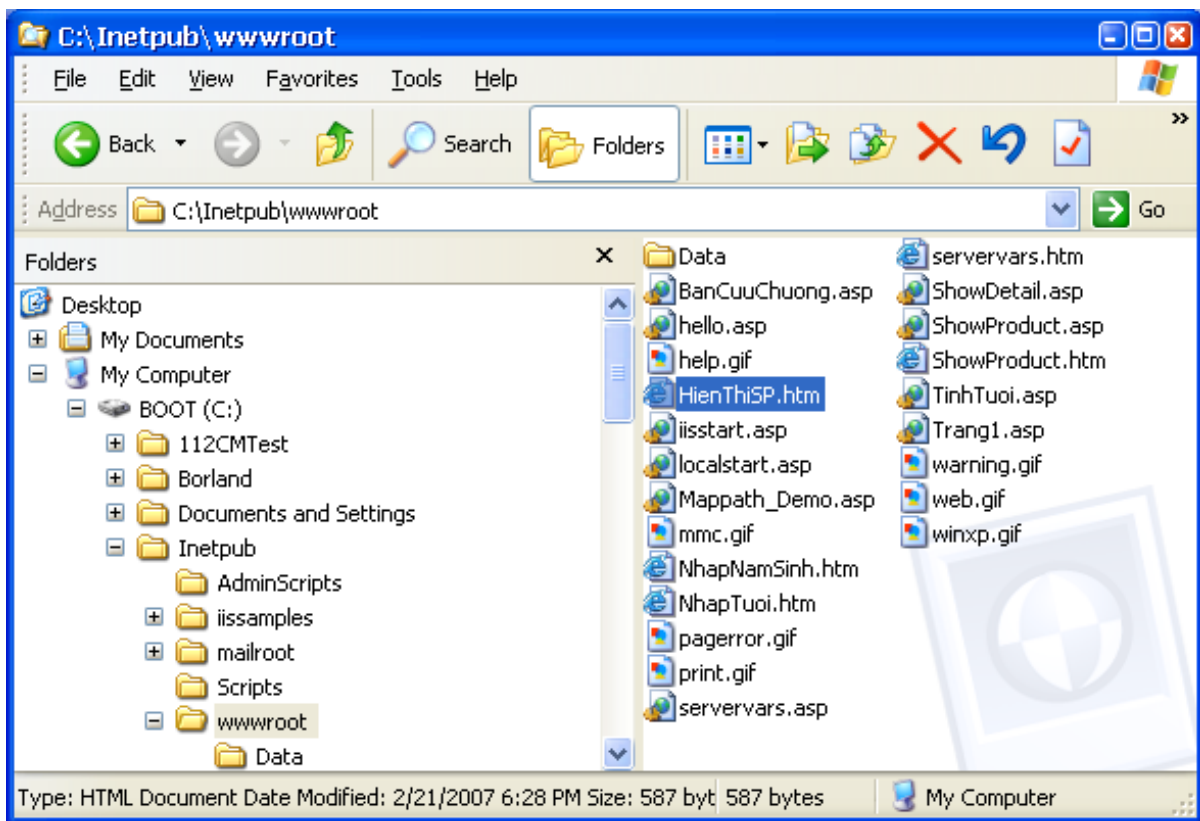 C:\Inetpub\wwwroot
File Edit View Favorites Tools Help
Back Search Folders »
Address C:\Inetpub\wwwroot Go
Folders
Desktop
My Documents
My Computer
BOOT (C:)
112CMTest
Borland
Documents and Settings
Inetpub
AdminScripts
iissamples
mailroot
Scripts
wwwroot
Data
Data
BanCuuChuong.asp
hello.asp
help.gif
HienThiSP.htm
iisstart.asp
localstart.asp
Mappath_Demo.asp
mmc.gif
NhapNamSinh.htm
NhapTuoi.htm
pagerror.gif
print.gif
servervars.asp
servervars.htm
ShowDetail.asp
ShowProduct.asp
ShowProduct.htm
TinhTuoi.asp
Trang1.asp
warning.gif
web.gif
winxp.gif
Type: HTML Document Date Modified: 2/21/2007 6:28 PM Size: 587 byt 587 bytes My Computer